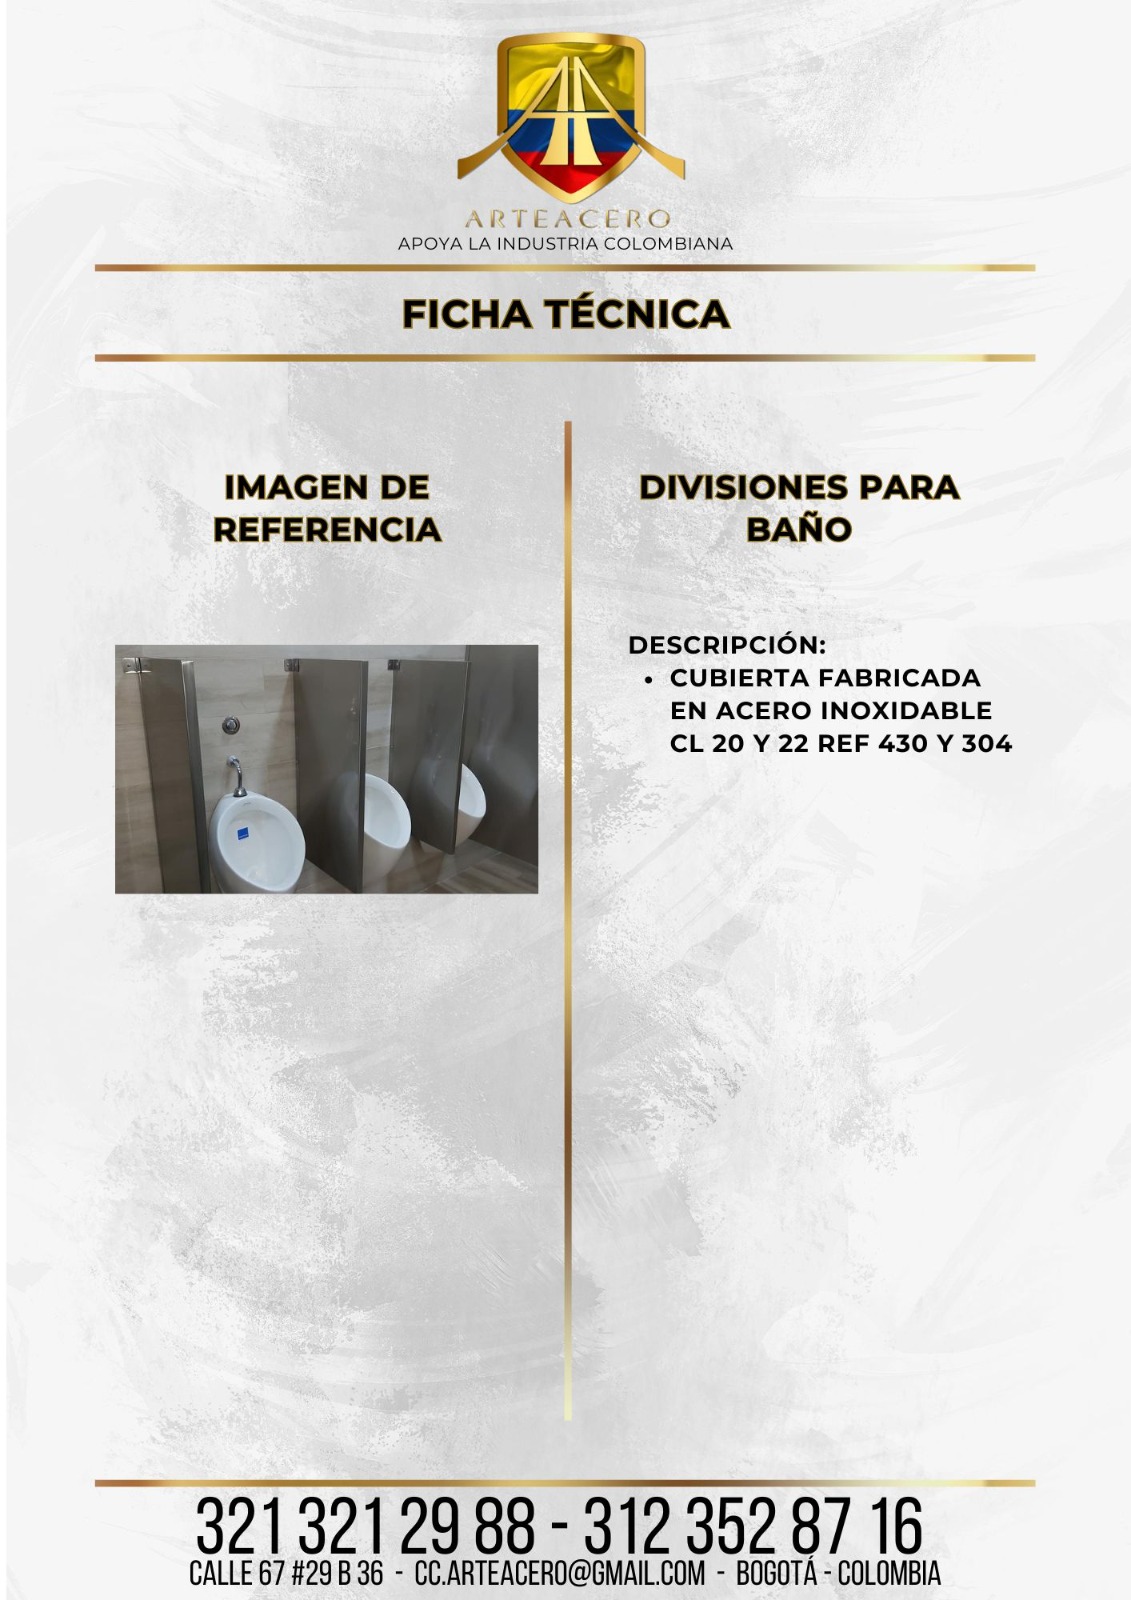 ARTEACERO
APOYA LA INDUSTRIA COLOMBIANA
FICHA TÉCNICA
IMAGEN DE
REFERENCIA
DIVISIONES PARA
BAÑO
DESCRIPCIÓN:
• CUBIERTA FABRICADA
EN ACERO INOXIDABLE
CL 20 Y 22 REF 430 Y 304
321 321 29 88 - 312 352 87 16
CALLE 67 #29 B 36 - CC.ARTEACERO@GMAIL.COM - BOGOTÁ - COLOMBIA